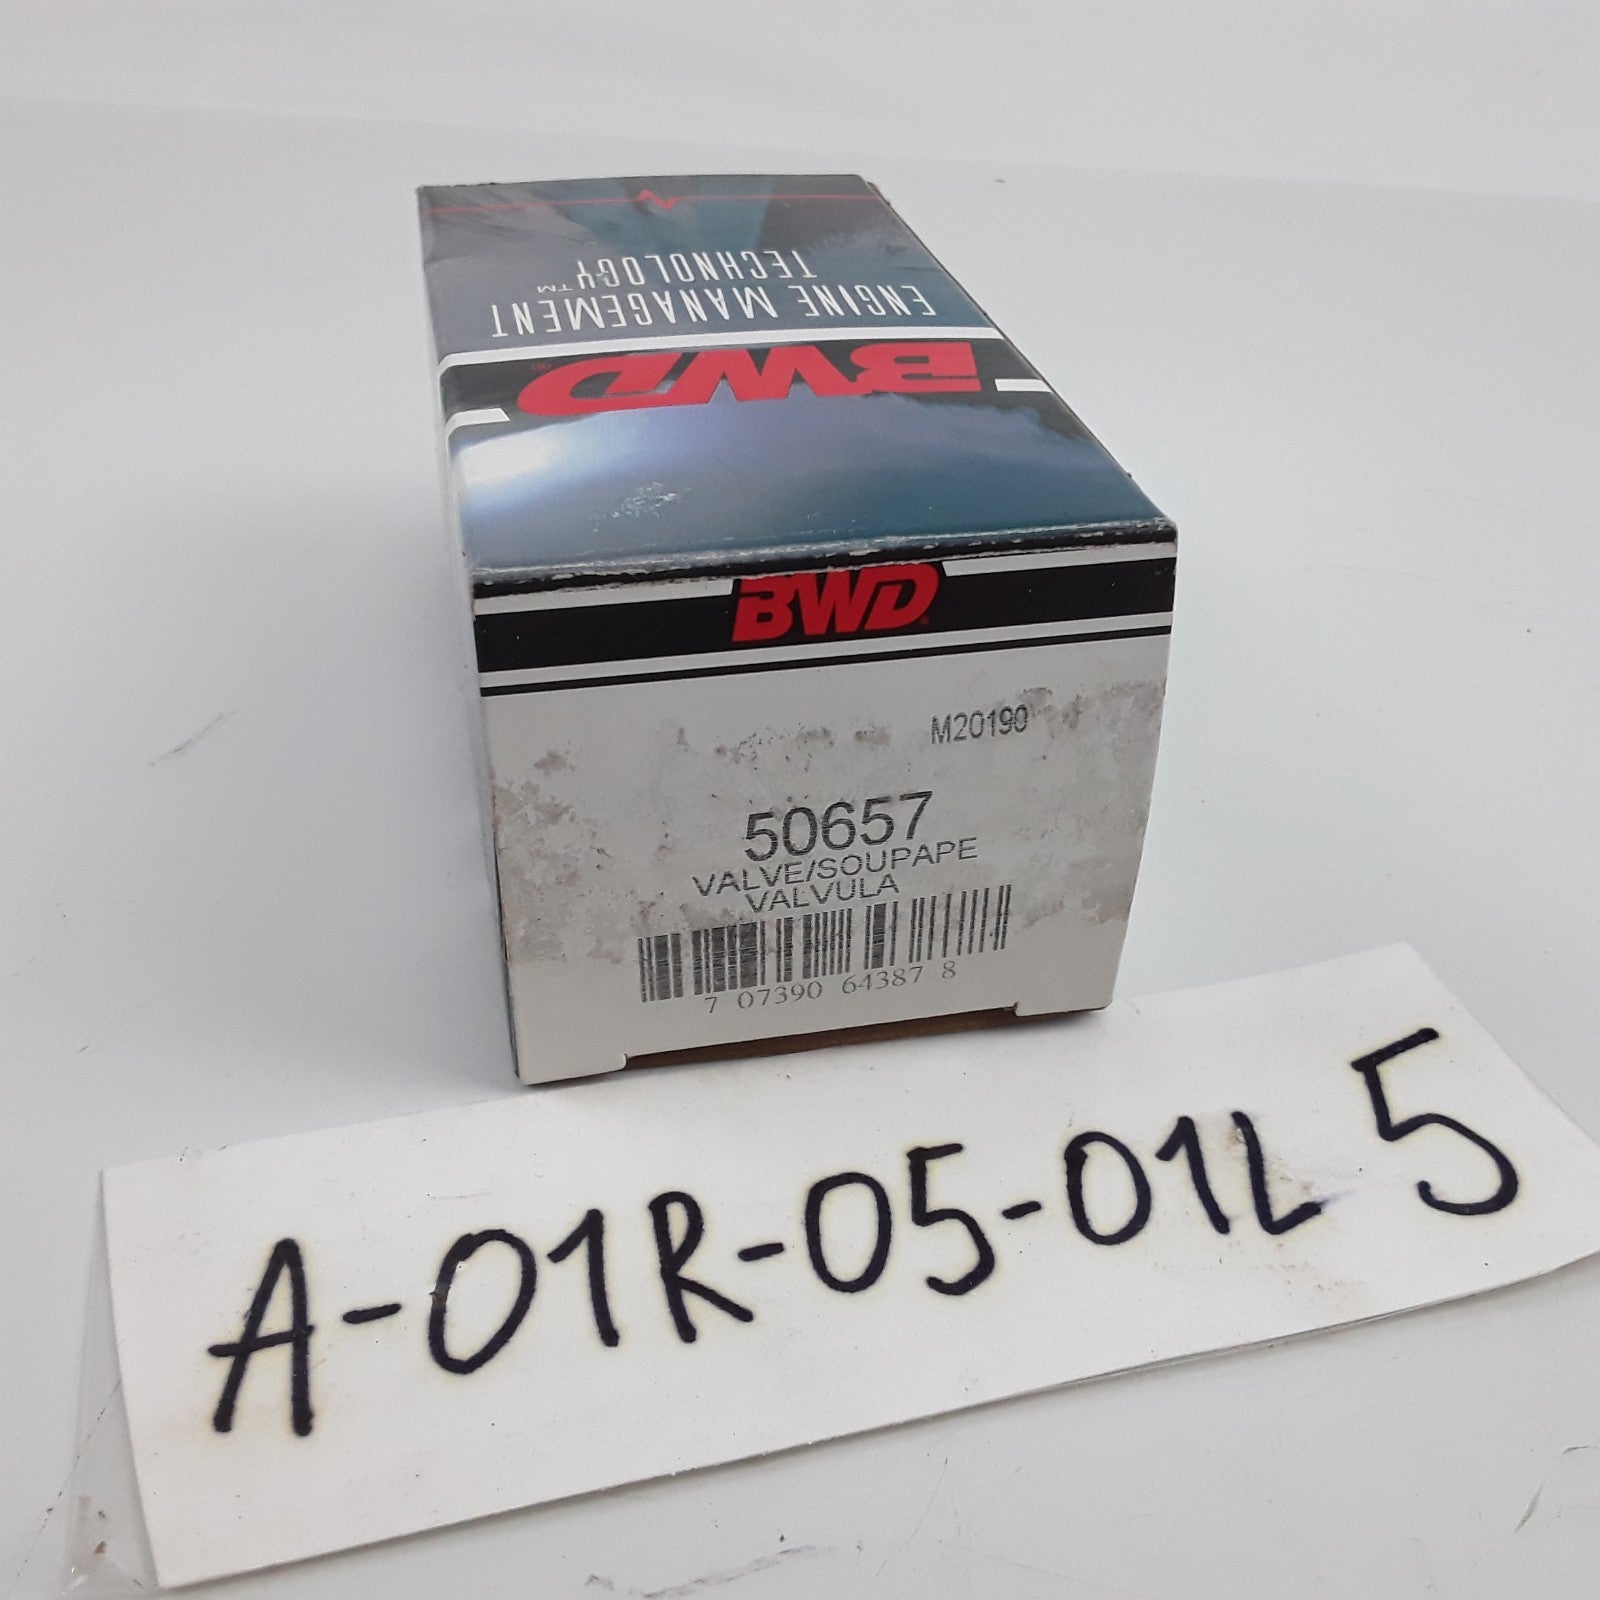 ENGINE MANAGEMENT
TECHNOLOGY™
BWD®
BWD®
M20190
50657
VALVE/SOUPAPE
VALVULA
7 07390 64387 8
A-01R-05-01L 5